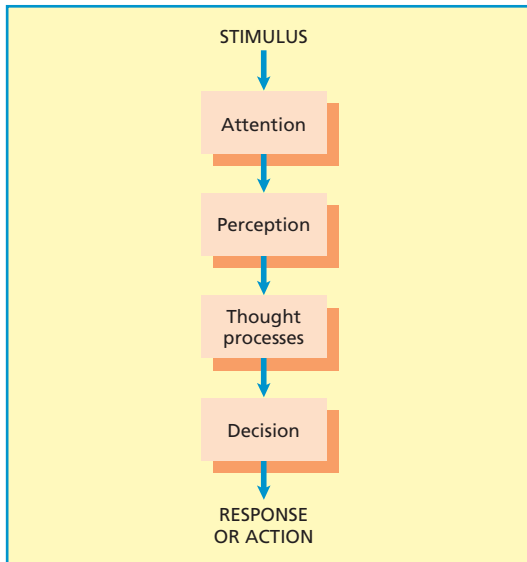 STIMULUS
Attention
Perception
Thought
processes
Decision
RESPONSE
OR ACTION